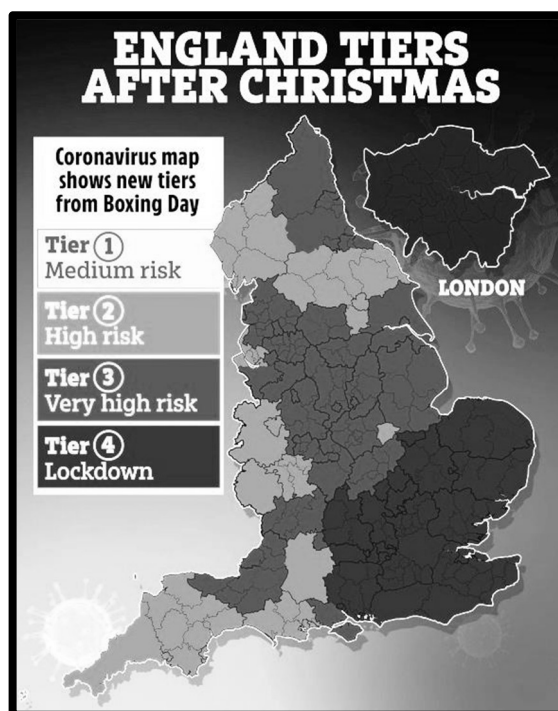 ENGLAND TIERS
AFTER CHRISTMAS
Coronavirus map
shows new tiers
from Boxing Day
Tier 1
Medium risk
Tier 2
High risk
Tier 3
Very high risk
Tier 4
Lockdown
LONDON